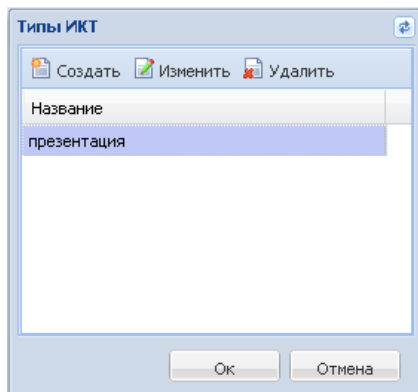 Типы ИКТ
Создать Изменить Удалить
Название
презентация
Ок Отмена